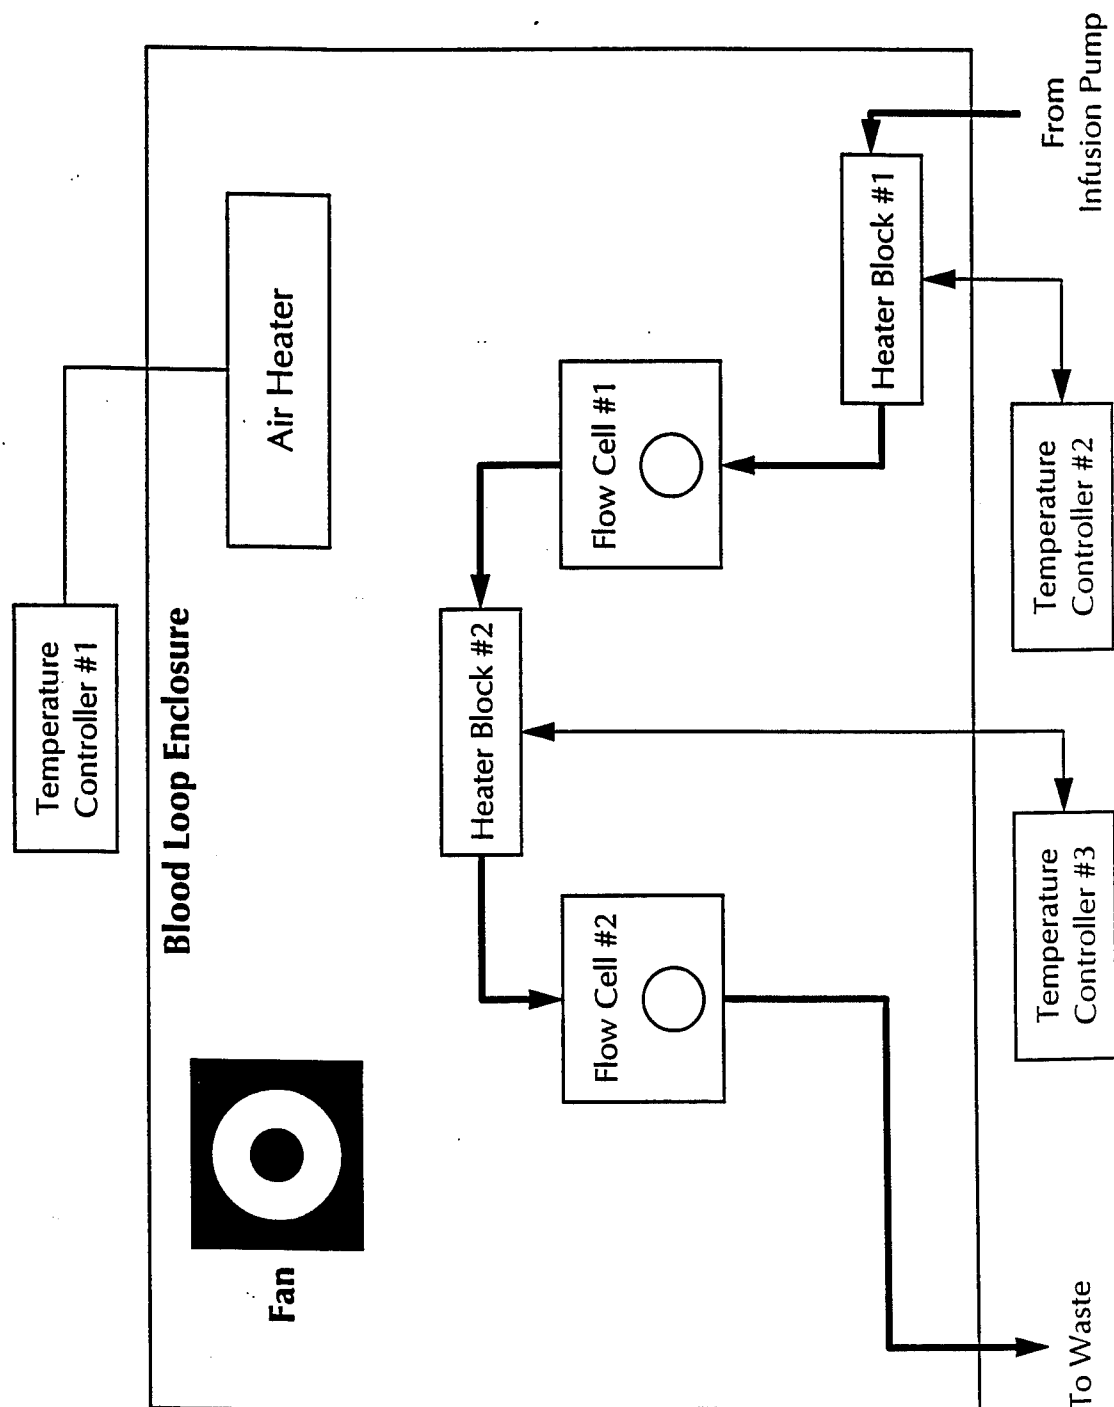 Temperature
Controller #1
Blood Loop Enclosure
Fan
Air Heater
Heater Block #2
Flow Cell #2
Flow Cell #1
Heater Block #1
Temperature
Controller #3
Temperature
Controller #2
To Waste
From
Infusion Pump